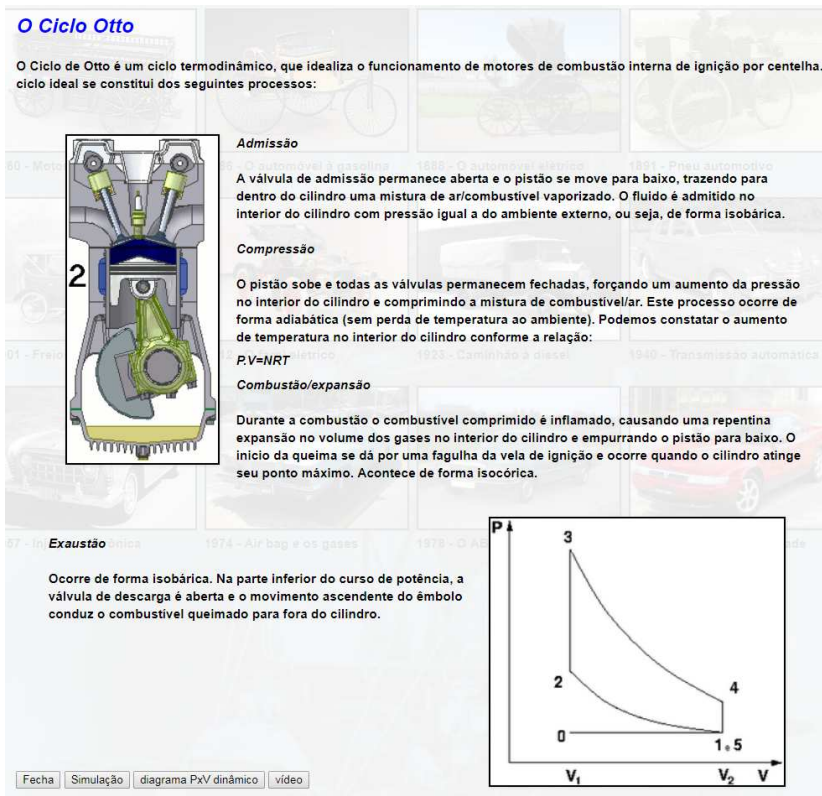 O Ciclo Otto
O Ciclo de Otto é um ciclo termodinâmico, que idealiza o funcionamento de motores de combustão interna de ignição por centelha.
ciclo ideal se constitui dos seguintes processos:
Admissão
A válvula de admissão permanece aberta e o pistão se move para baixo, trazendo para
dentro do cilindro uma mistura de ar/combustível vaporizado. O fluido é admitido no
interior do cilindro com pressão igual a do ambiente externo, ou seja, de forma isobárica.
Compressão
2
O pistão sobe e todas as válvulas permanecem fechadas, forçando um aumento da pressão
no interior do cilindro e comprimindo a mistura de combustível/ar. Este processo ocorre de
forma adiabática (sem perda de temperatura ao ambiente). Podemos constatar o aumento
de temperatura no interior do cilindro conforme a relação:
P.V=NRT
Combustão/expansão
Durante a combustão o combustível comprimido é inflamado, causando uma repentina
expansão no volume dos gases no interior do cilindro e empurrando o pistão para baixo. O
inicio da queima se dá por uma fagulha da vela de ignição e ocorre quando o cilindro atinge
seu ponto máximo. Acontece de forma isocórica.
Exaustão
Ocorre de forma isobárica. Na parte inferior do curso de potência, a
válvula de descarga é aberta e o movimento ascendente do êmbolo
conduz o combustível queimado para fora do cilindro.
P
3
2
4
0
1 5
V1 V2 V
Fecha Simulação diagrama PxV dinâmico vídeo
1886 - O automóvel elétrico
1891 - Pneu automotivo
1923 - Caminhão a diesel
1940 - Transmissão automática
1974 - Air bag e os gases